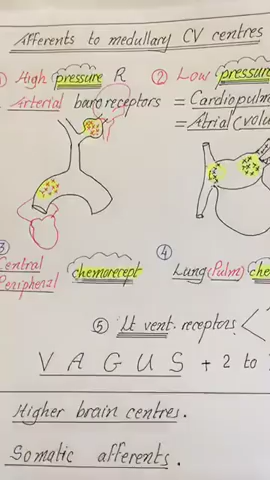 Afferents to medullary CV centres
① High pressure R
② Low pressure
Arterial baroreceptors
= Cardiopulm
= Atrial (volu
③
Central
Peripheral
chemorecept
④
Lung (Pulm) che
⑤ Lt vent. receptors
V A G U S + 2 to
Higher brain centres.
Somatic afferents.